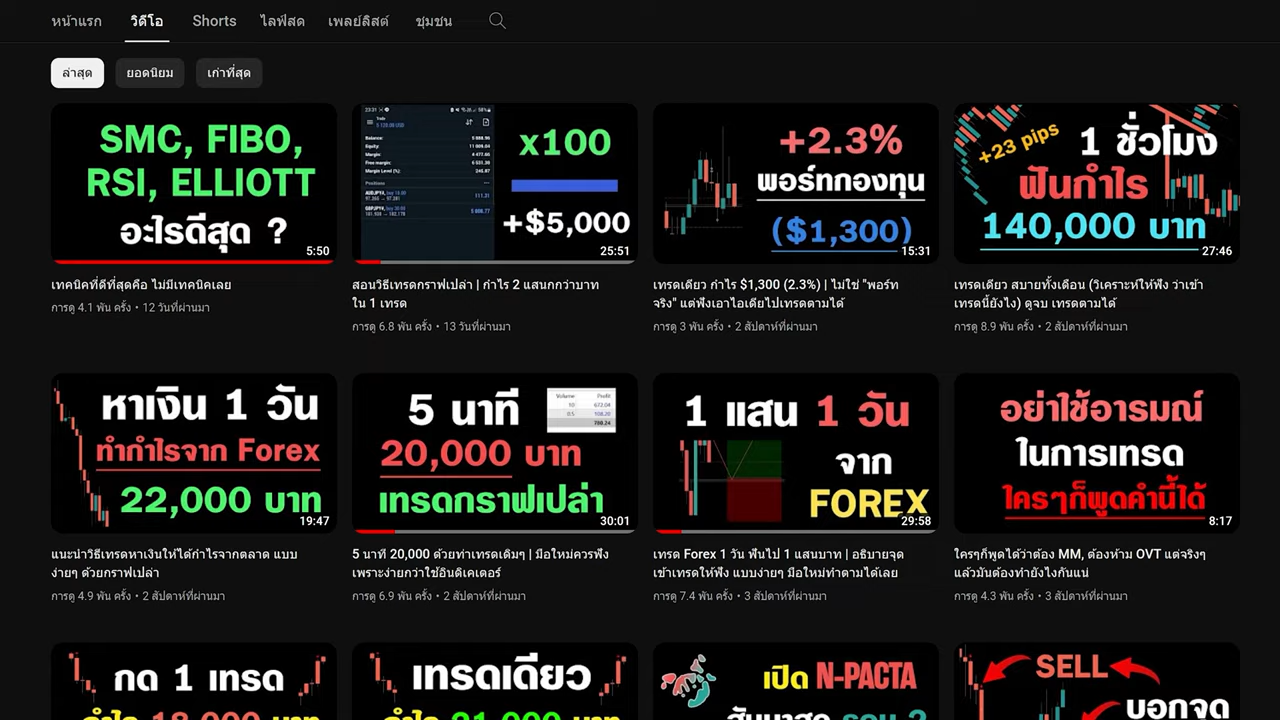 หน้าแรก วิดีโอ Shorts ไลฟ์สด เพลย์ลิสต์ ชุมชน
ล่าสุด ยอดนิยม เก่าที่สุด
SMC, FIBO,
RSI, ELLIOTT
อะไรดีสุด ?
5:50
x100
+$5,000
25:51
+2.3%
พอร์ทกองทุน
($1,300)
15:31
+23 pips
1 ชั่วโมง
ฟันกำไร
140,000 บาท
27:46
เทคนิคที่ดีที่สุดคือ ไม่มีเทคนิคเลย
การดู 4.1 พัน ครั้ง • 12 วันที่ผ่านมา
สอนวิธีเทรดกราฟเปล่า | กำไร 2 แสนกกว่าบาท
ใน 1 เทรด
การดู 6.8 พัน ครั้ง • 13 วันที่ผ่านมา
เทรดเดียว กำไร $1,300 (2.3%) | ไม่ใช่ "พอร์ท
จริง" แต่ฟังเอาไอเดียไปเทรดตามได้
การดู 3 พัน ครั้ง • 2 สัปดาห์ที่ผ่านมา
เทรดเดียว สบายทั้งเดือน (วิเคราะห์ให้ฟัง ว่าเข้า
เทรดนี้ยังไง) ดูจบ เทรดตามได้
การดู 8.9 พัน ครั้ง • 2 สัปดาห์ที่ผ่านมา
หาเงิน 1 วัน
ทำกำไรจาก Forex
22,000 บาท
19:47
5 นาที
20,000 บาท
เทรดกราฟเปล่า
30:01
1 แสน 1 วัน
จาก
FOREX
29:58
อย่าใช้อารมณ์
ในการเทรด
ใครๆก็พูดคำนี้ได้
8:17
แนะนำวิธีเทรดหาเงินให้ได้กำไรจากตลาด แบบ
ง่ายๆ ด้วยกราฟเปล่า
การดู 4.9 พัน ครั้ง • 2 สัปดาห์ที่ผ่านมา
5 นาที 20,000 ด้วยท่าเทรดเดิมๆ | มือใหม่ควรฟัง
เพราะง่ายกว่าใช้อินดิเคเตอร์
การดู 6.9 พัน ครั้ง • 2 สัปดาห์ที่ผ่านมา
เทรด Forex 1 วัน ฟันไป 1 แสนบาท | อธิบายจุด
เข้าเทรดให้ฟัง แบบง่ายๆ มือใหม่ทำตามได้เลย
การดู 7.4 พัน ครั้ง • 3 สัปดาห์ที่ผ่านมา
ใครๆก็พูดได้ว่าต้อง MM, ต้องห้าม OVT แต่จริงๆ
แล้วมันต้องทำยังไงกันแน่
การดู 4.3 พัน ครั้ง • 3 สัปดาห์ที่ผ่านมา
กด 1 เทรด
เทรดเดียว
เปิด N-PACTA
SELL
บอกจุด